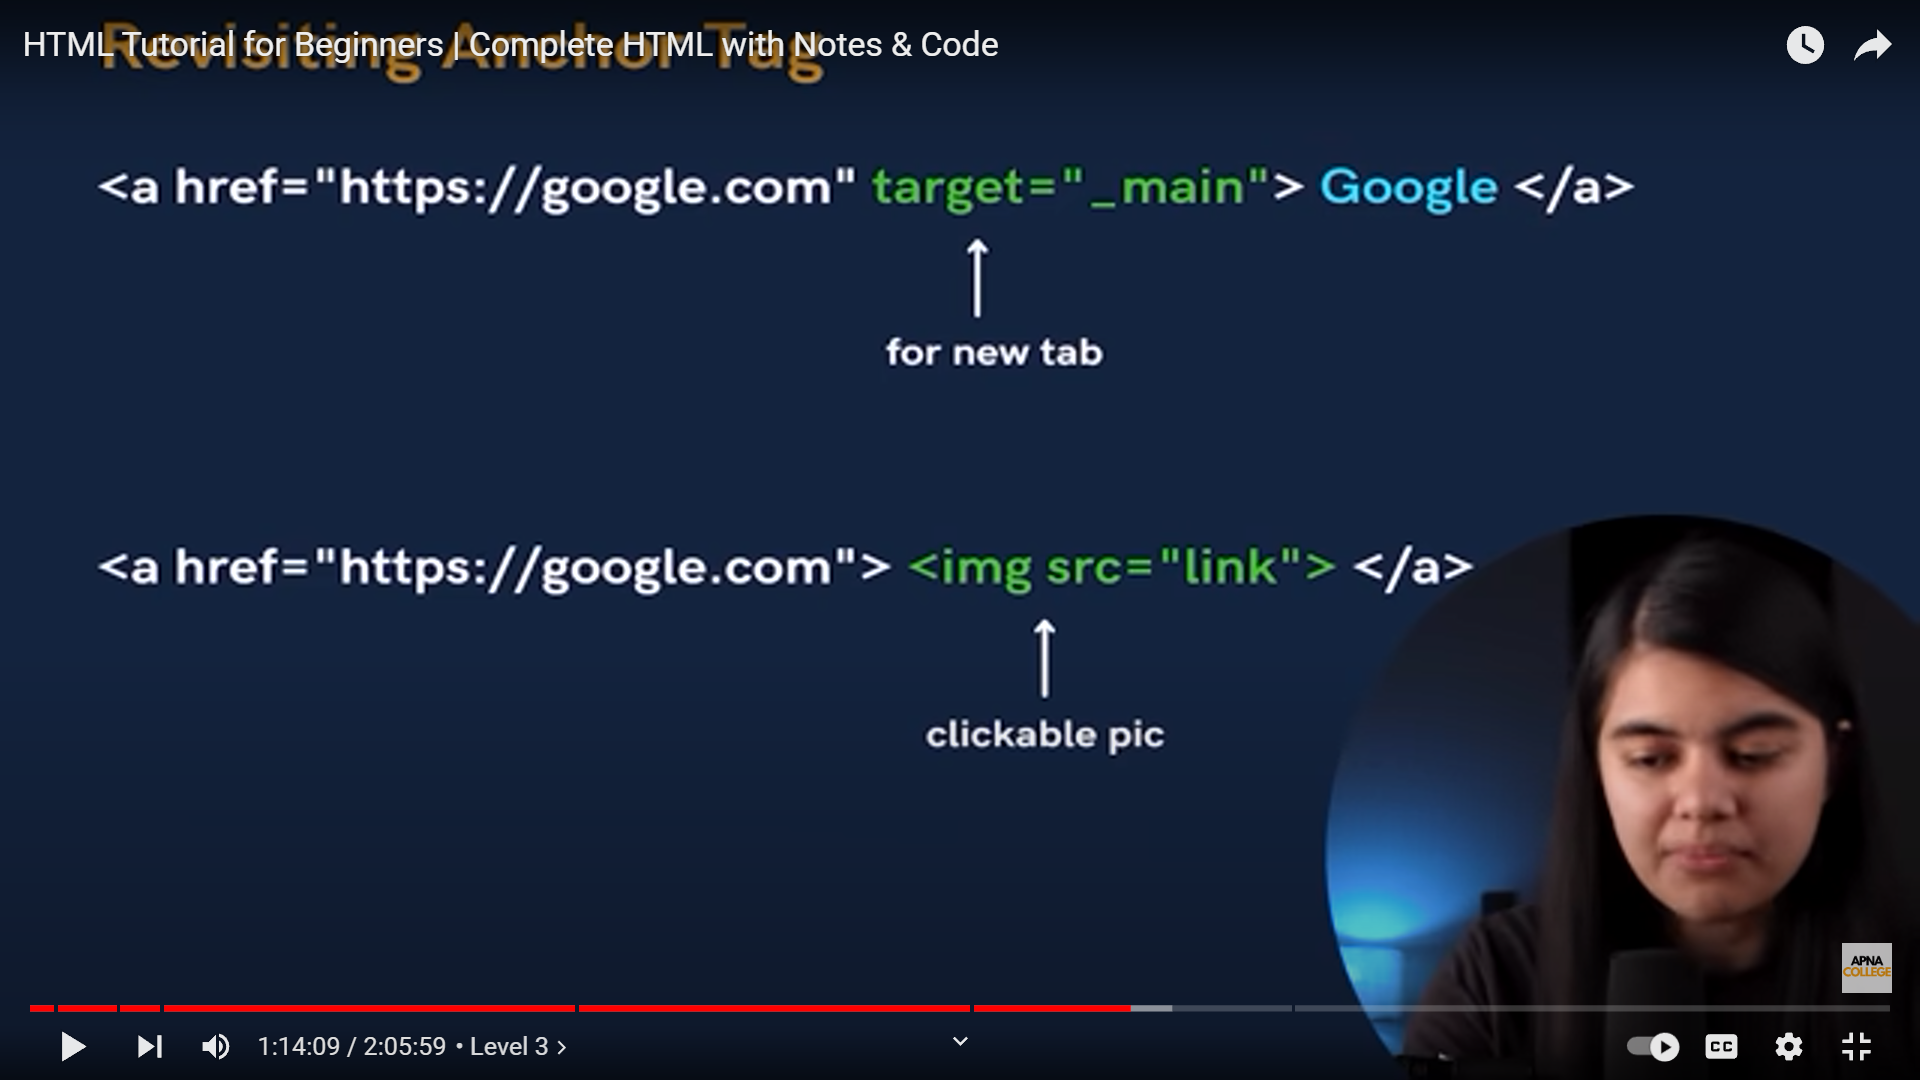 Revisiting Anchor Tag
HTML Tutorial for Beginners | Complete HTML with Notes & Code
<a href="https://google.com" target="_main"> Google </a>
for new tab
<a href="https://google.com"> <img src="link"> </a>
clickable pic
APNA
COLLEGE
1:14:09 / 2:05:59 • Level 3 >
CC